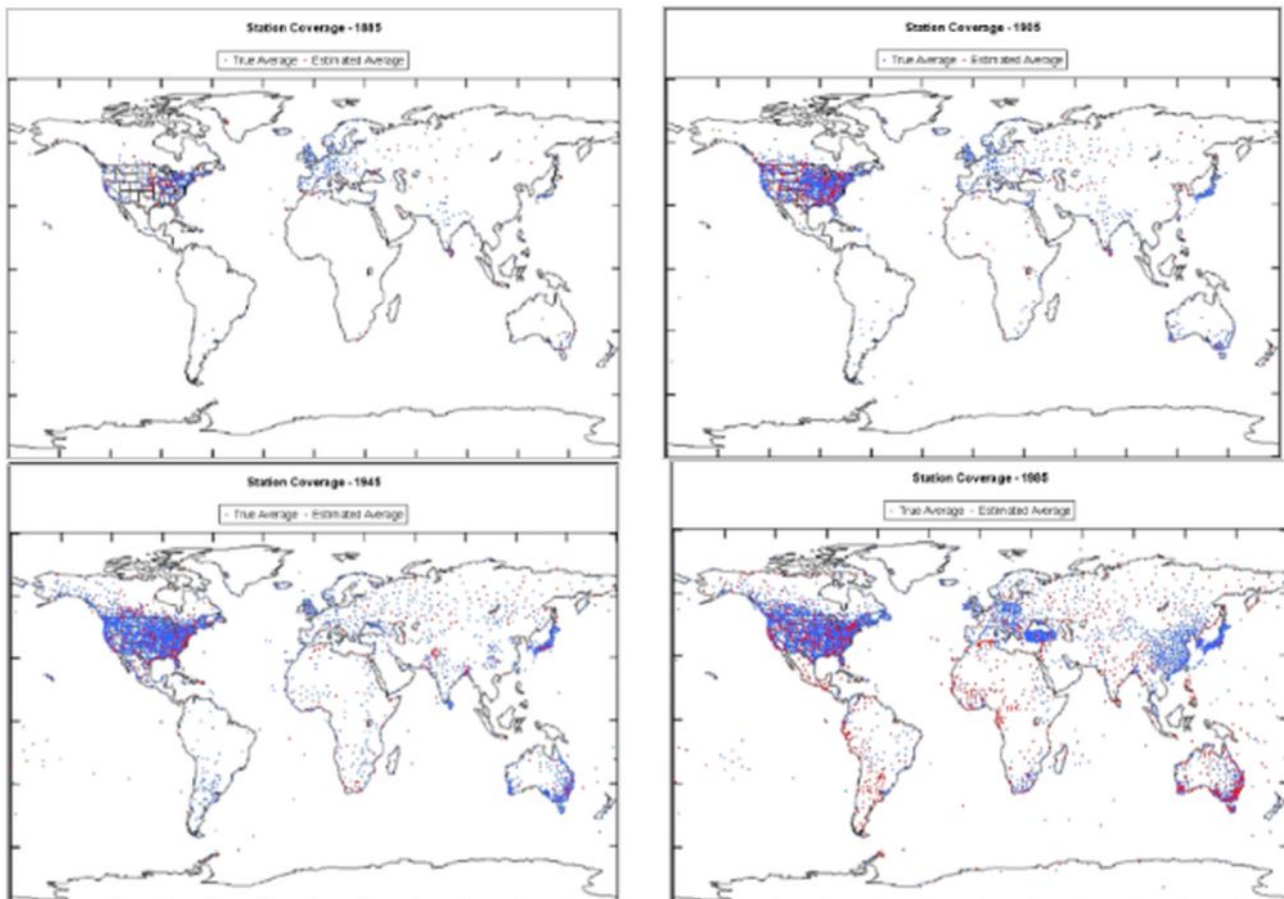 Station Coverage - 1885
True Average Estimated Average
Station Coverage - 1905
True Average Estimated Average
Station Coverage - 1945
True Average Estimated Average
Station Coverage - 1985
True Average Estimated Average